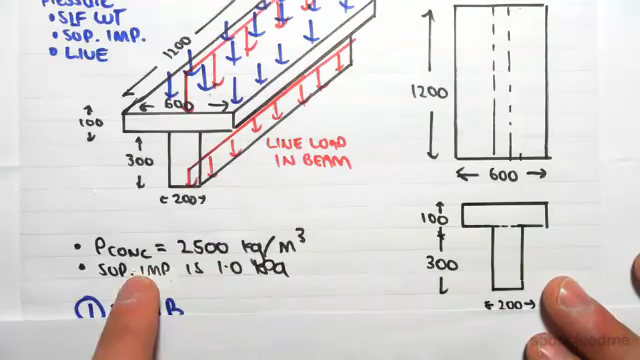 PRESSURE
• SLF WT
• SUP. IMP.
• LIVE
1200
600
100
300
200
LINE LOAD
IN BEAM
1200
600
100
300
200
• ρCONC = 2500 kg/m³
• SUP. IMP IS 1.0 kPa
①